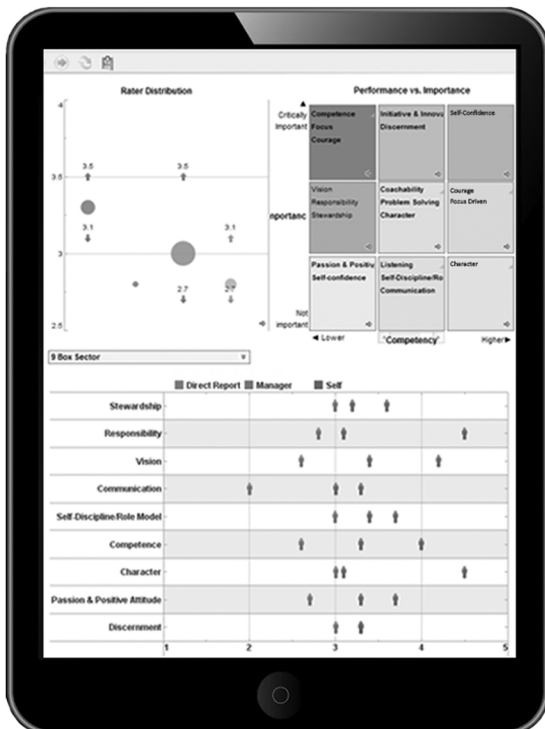 Rater Distribution
4
3.5
3
2.5
3.5
3.5
3.1
3.1
2.7
2.7
Performance vs. Importance
Critically
Important
nportanc
Not
important
Competence
Focus
Courage
Initiative & Innova
Discernment
Self-Confidence
Vision
Responsibility
Stewardship
Coachability
Problem Solving
Character
Courage
Focus Driven
Passion & Positiv
Self-confidence
Listening
Self-Discipline/Ro
Communication
Character
Lower
"Competency"
Higher
9 Box Sector
Direct Report Manager Self
Stewardship
Responsibility
Vision
Communication
Self-Discipline/Role Model
Competence
Character
Passion & Positive Attitude
Discernment
1 2 3 4 5